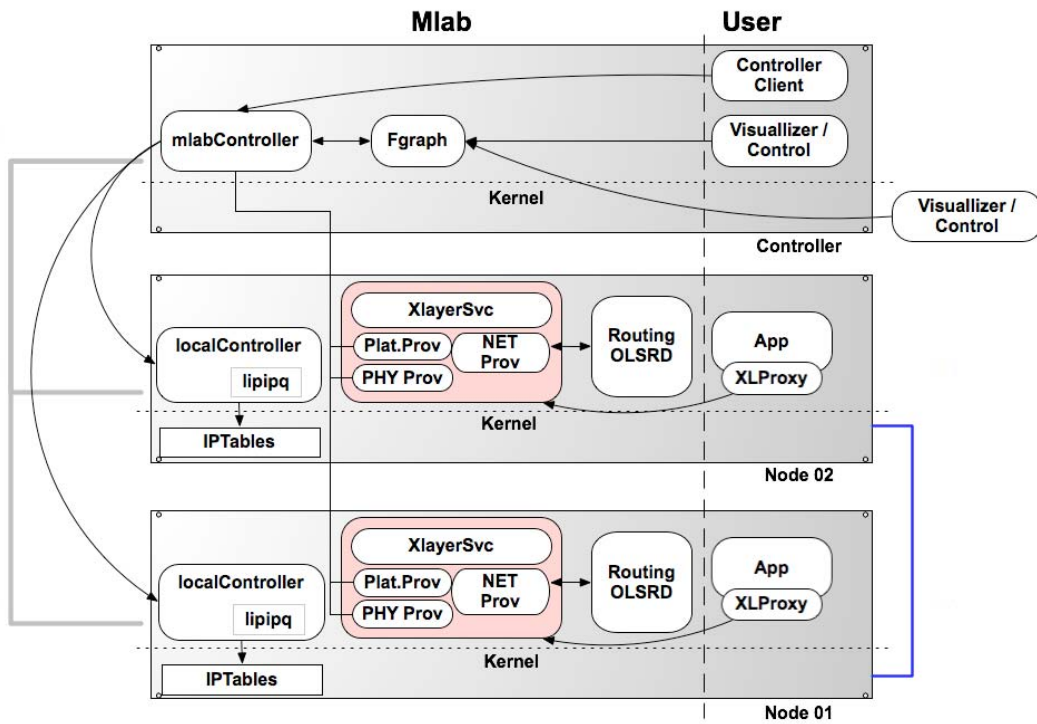 Mlab
User
Controller
Client
mlabController
Fgraph
Visuallizer /
Control
Kernel
Visuallizer /
Control
Controller
XlayerSvc
localController
Plat.Prov
NET
Prov
Routing
OLSRD
App
lipipq
PHY Prov
XLProxy
IPTables
Kernel
Node 02
XlayerSvc
localController
Plat.Prov
NET
Prov
Routing
OLSRD
App
lipipq
PHY Prov
XLProxy
IPTables
Kernel
Node 01